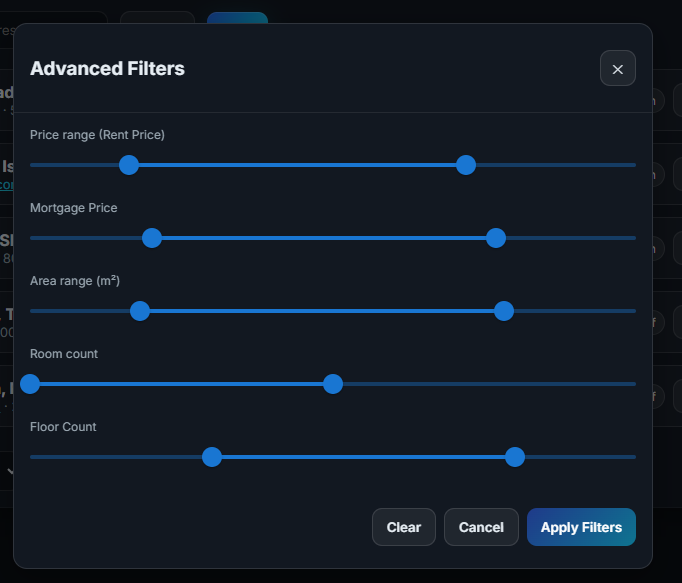 Advanced Filters
Price range (Rent Price)
Mortgage Price
Area range (m²)
Room count
Floor Count
Clear
Cancel
Apply Filters